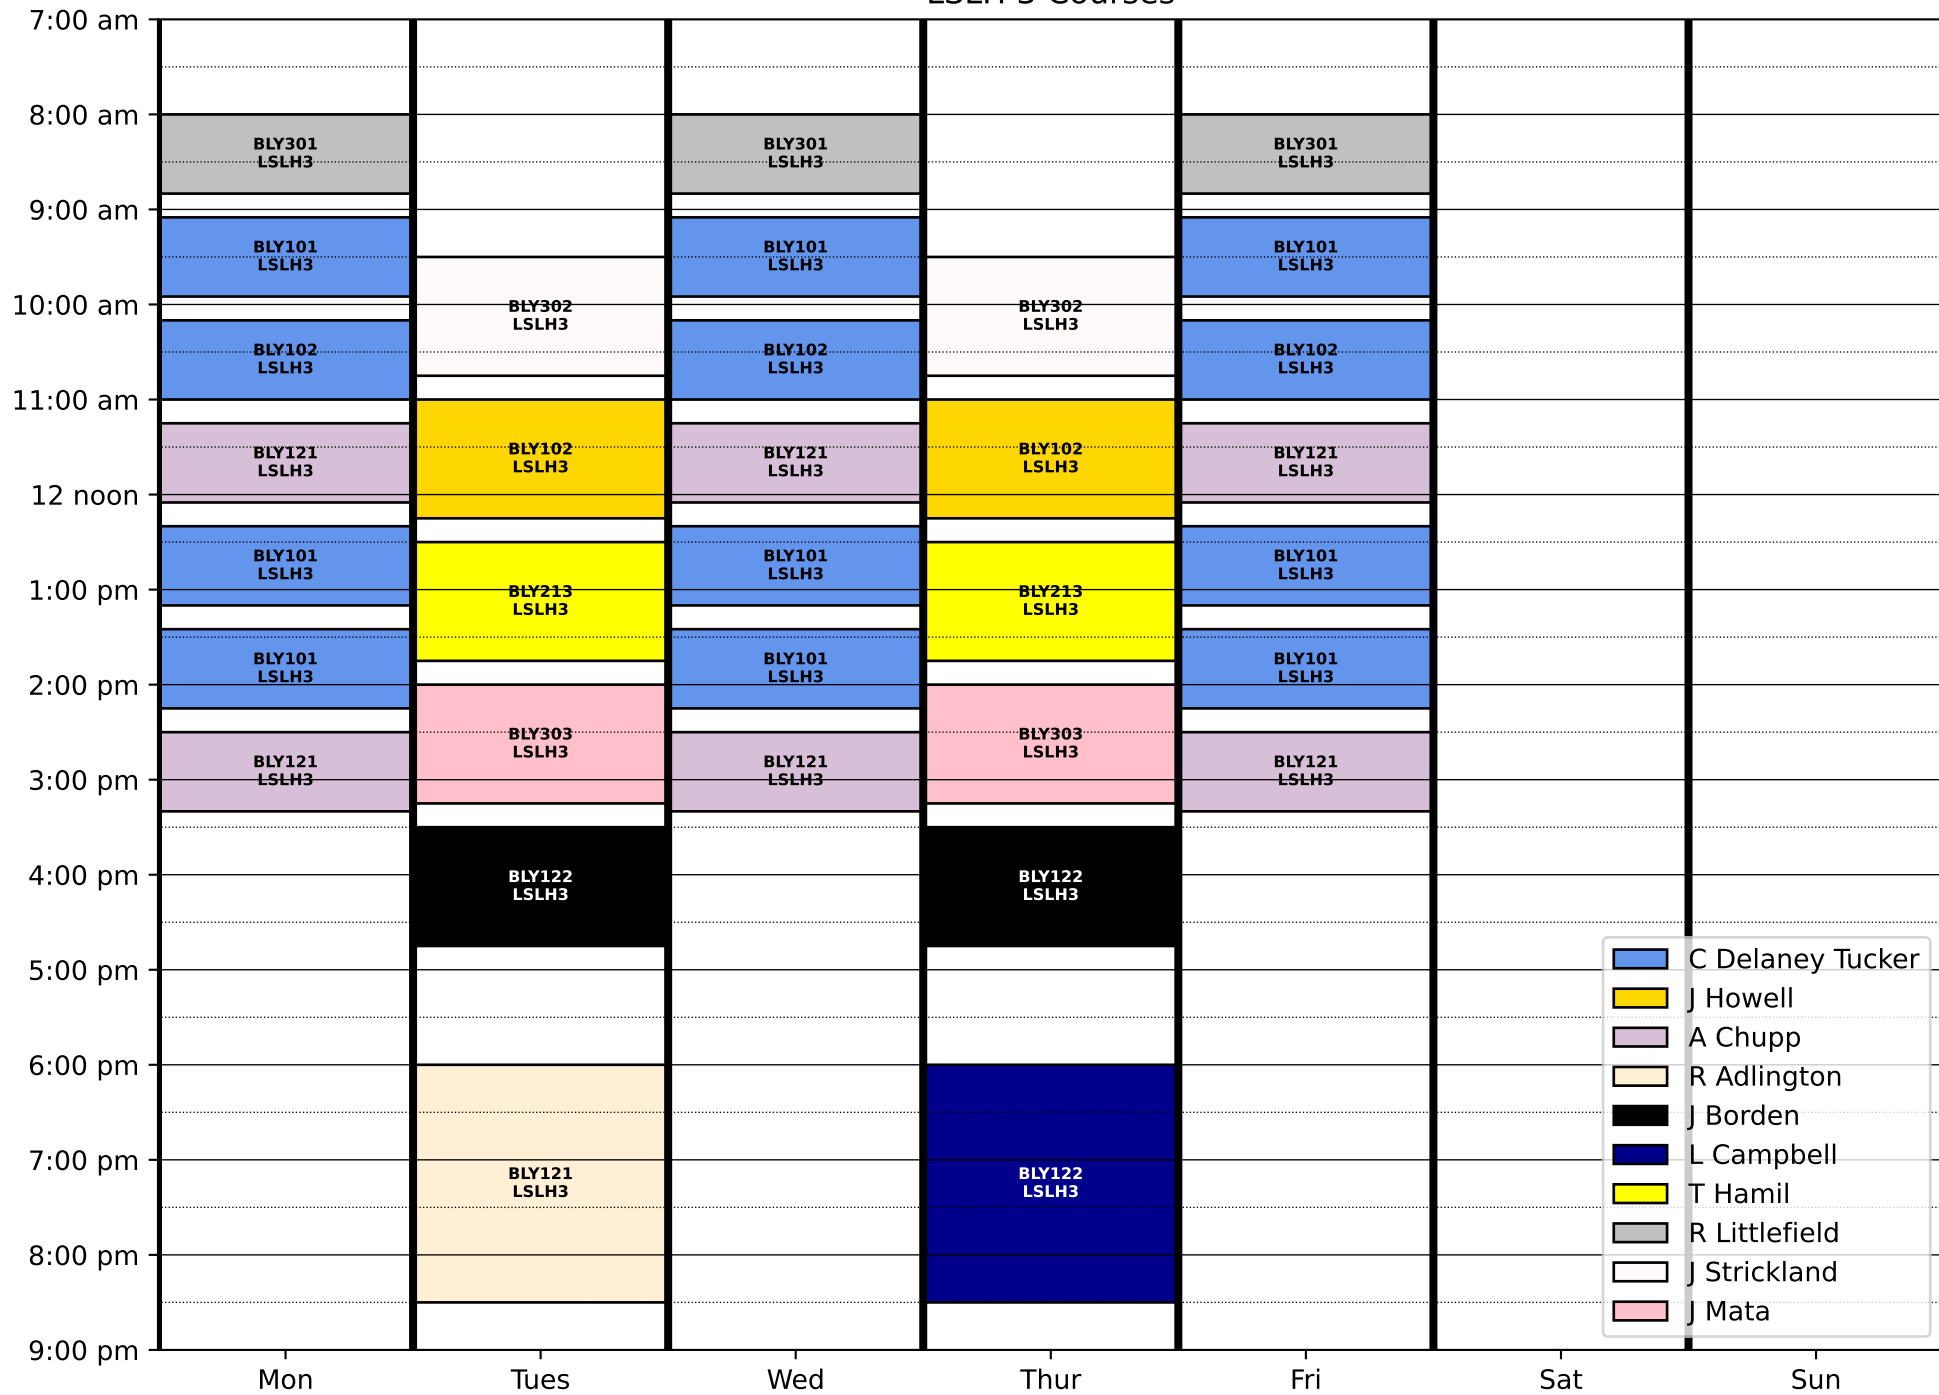 LSLH 3 Courses
7:00 am
8:00 am
BLY301
LSLH3
BLY301
LSLH3
BLY301
LSLH3
9:00 am
BLY101
LSLH3
BLY101
LSLH3
BLY101
LSLH3
10:00 am
BLY302
LSLH3
BLY302
LSLH3
BLY102
LSLH3
BLY102
LSLH3
BLY102
LSLH3
11:00 am
BLY102
LSLH3
BLY102
LSLH3
BLY121
LSLH3
BLY121
LSLH3
BLY121
LSLH3
12 noon
BLY101
LSLH3
BLY101
LSLH3
BLY101
LSLH3
1:00 pm
BLY213
LSLH3
BLY213
LSLH3
BLY101
LSLH3
BLY101
LSLH3
BLY101
LSLH3
2:00 pm
BLY303
LSLH3
BLY303
LSLH3
BLY121
LSLH3
BLY121
LSLH3
BLY121
LSLH3
3:00 pm
4:00 pm
BLY122
LSLH3
BLY122
LSLH3
5:00 pm
6:00 pm
7:00 pm
BLY121
LSLH3
BLY122
LSLH3
8:00 pm
9:00 pm
C Delaney Tucker
J Howell
A Chupp
R Adlington
J Borden
L Campbell
T Hamil
R Littlefield
J Strickland
J Mata
Mon
Tues
Wed
Thur
Fri
Sat
Sun